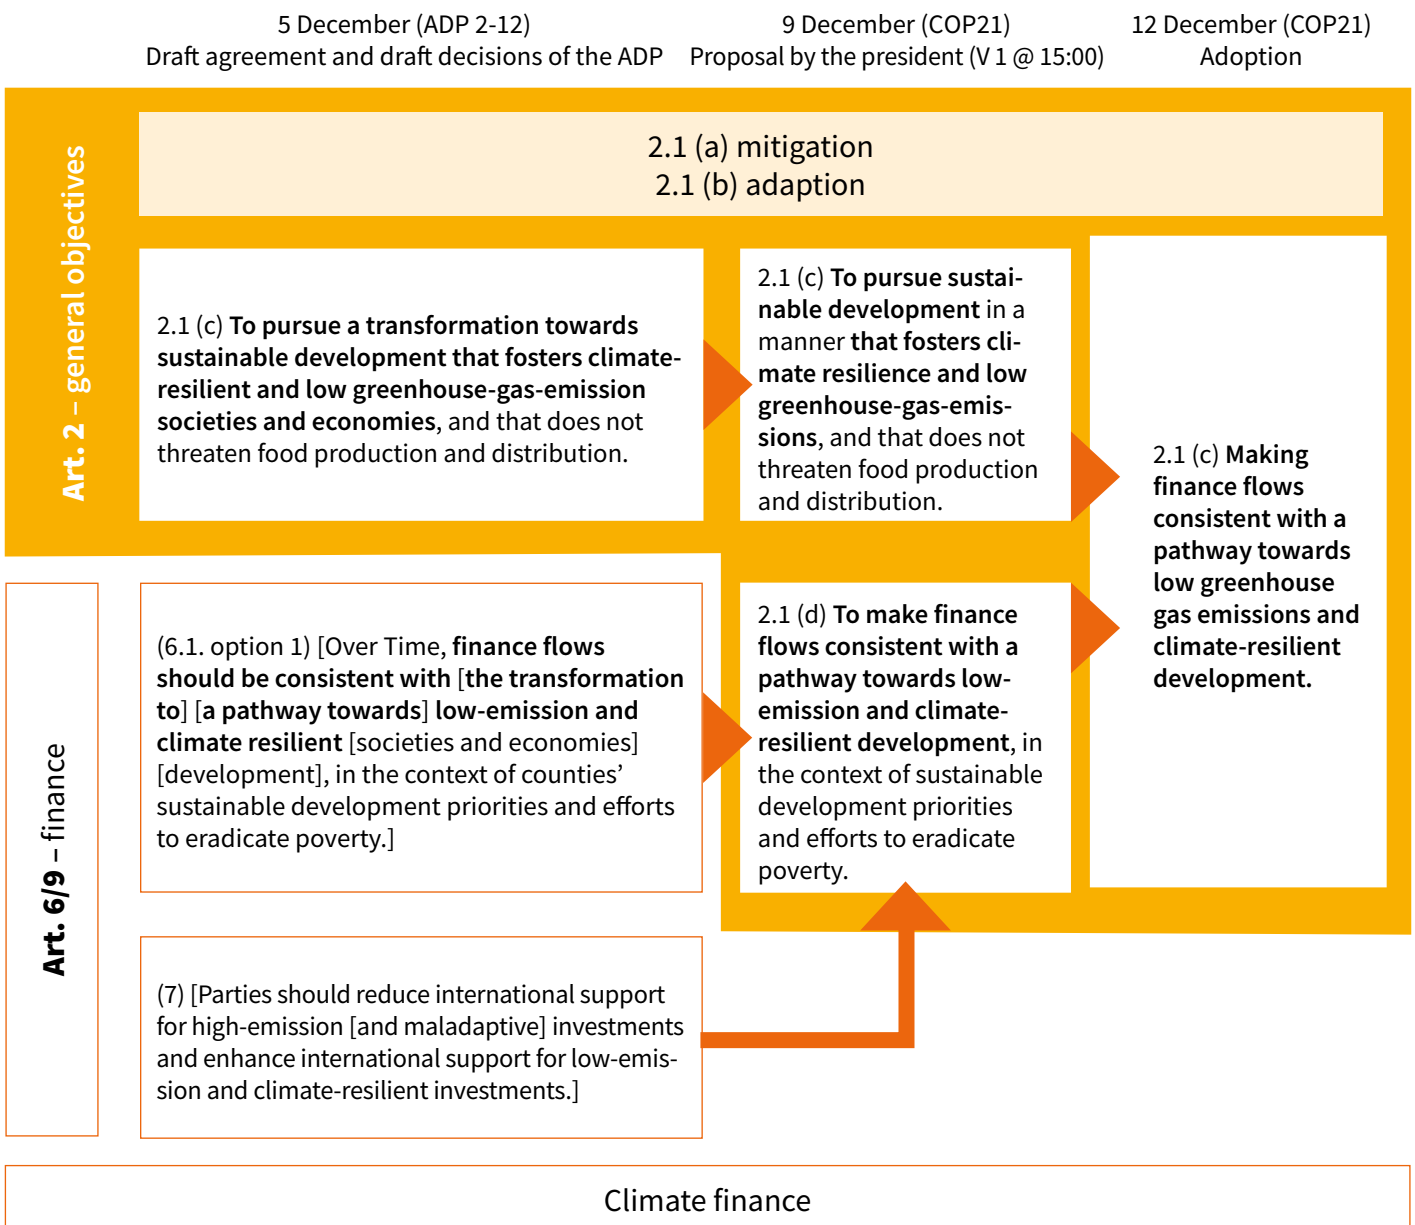 5 December (ADP 2-12)
Draft agreement and draft decisions of the ADP
9 December (COP21)
Proposal by the president (V 1 @ 15:00)
12 December (COP21)
Adoption
Art. 2 – general objectives
2.1 (a) mitigation
2.1 (b) adaption
2.1 (c) To pursue a transformation towards
sustainable development that fosters climate-
resilient and low greenhouse-gas-emission
societies and economies, and that does not
threaten food production and distribution.
2.1 (c) To pursue sustai-
nable development in a
manner that fosters cli-
mate resilience and low
greenhouse-gas-emis-
sions, and that does not
threaten food production
and distribution.
2.1 (c) Making
finance flows
consistent with a
pathway towards
low greenhouse
gas emissions and
climate-resilient
development.
Art. 6/9 – finance
(6.1. option 1) [Over Time, finance flows
should be consistent with [the transformation
to] [a pathway towards] low-emission and
climate resilient [societies and economies]
[development], in the context of counties’
sustainable development priorities and efforts
to eradicate poverty.]
2.1 (d) To make finance
flows consistent with a
pathway towards low-
emission and climate-
resilient development, in
the context of sustainable
development priorities
and efforts to eradicate
poverty.
(7) [Parties should reduce international support
for high-emission [and maladaptive] investments
and enhance international support for low-emis-
sion and climate-resilient investments.]
Climate finance